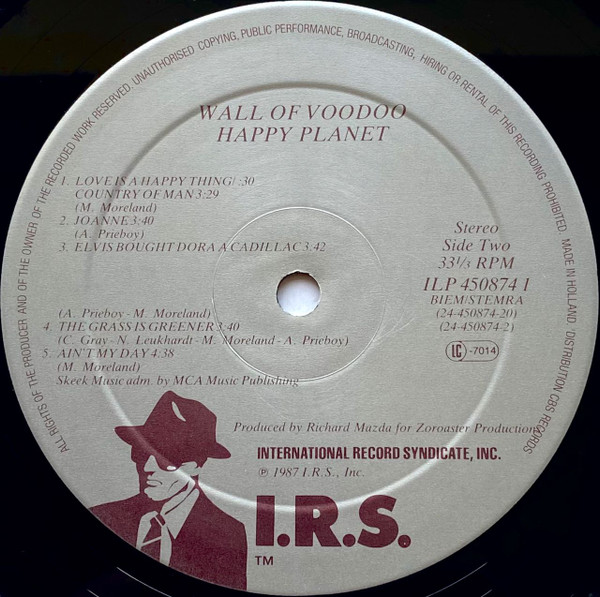 ALL RIGHTS OF THE PRODUCER AND OF THE OWNER OF THE RECORDED WORK RESERVED. UNAUTHORISED COPYING, PUBLIC PERFORMANCE, BROADCASTING, HIRING OR RENTAL OF THIS RECORDING PROHIBITED. MADE IN HOLLAND / DISTRIBUTION CBS RECORDS
WALL OF VOODOO
HAPPY PLANET
1. LOVE IS A HAPPY THING/ :30
COUNTRY OF MAN 3:29
(M. Moreland)
2. JOANNE 3:40
(A. Prieboy)
3. ELVIS BOUGHT DORA A CADILLAC 3:42
(A. Prieboy - M. Moreland)
4. THE GRASS IS GREENER 3:40
(C. Gray - N. Leukhardt - M. Moreland - A. Prieboy)
5. AIN'T MY DAY 4:38
(M. Moreland)
Skeek Music adm. by MCA Music Publishing
Stereo
Side Two
33 1/3 RPM
ILP 450874 1
BIEM/STEMRA
(24-450874-20)
(24-450874-2)
LC -7014
Produced by Richard Mazda for Zoroaster Productions
INTERNATIONAL RECORD SYNDICATE, INC.
℗ 1987 I.R.S., Inc.
I.R.S.
TM